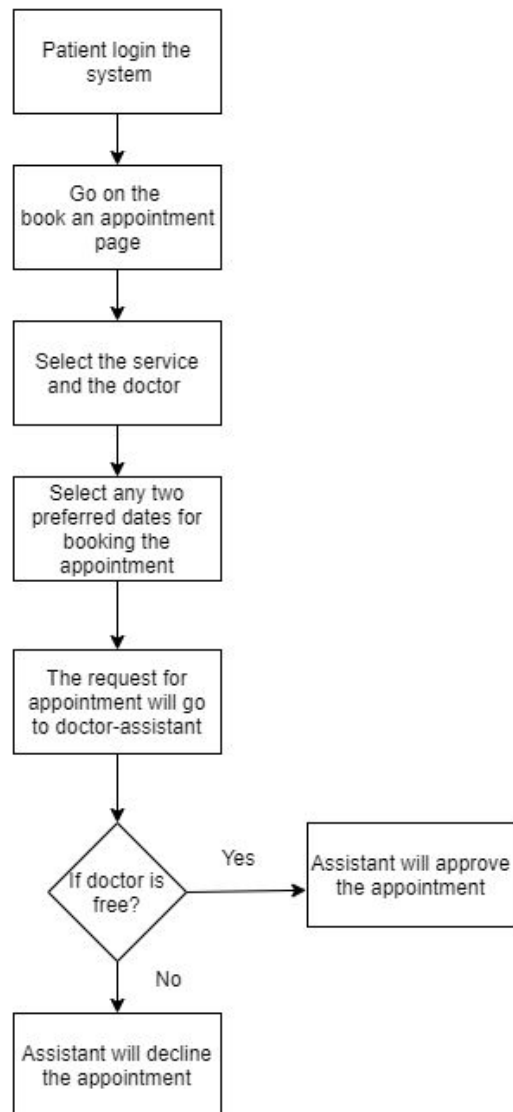 Patient login the
system
Go on the
book an appointment
page
Select the service
and the doctor
Select any two
preferred dates for
booking the
appointment
The request for
appointment will go
to doctor-assistant
If doctor is
free?
Yes
Assistant will approve
the appointment
No
Assistant will decline
the appointment